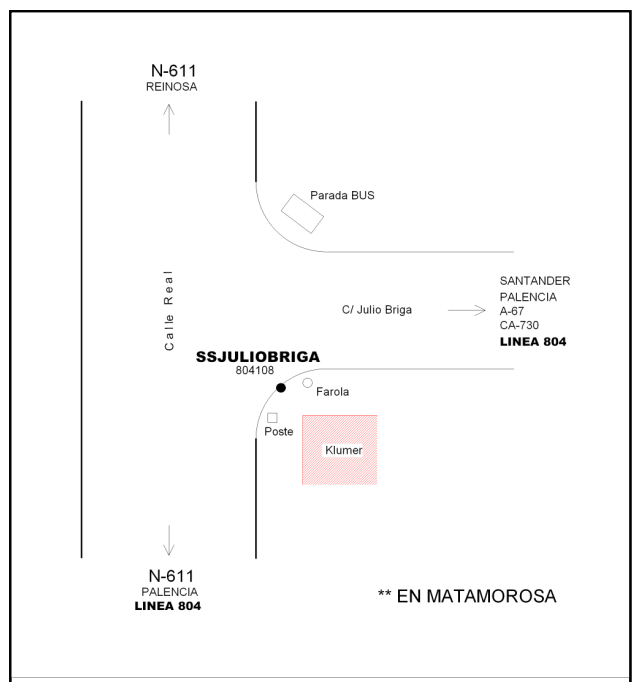 N-611
REINOSA
Parada BUS
Calle Real
C/ Julio Briga
SANTANDER
PALENCIA
A-67
CA-730
LINEA 804
SSJULIOBRIGA
804108
Farola
Poste
Klumer
N-611
PALENCIA
LINEA 804
** EN MATAMOROSA